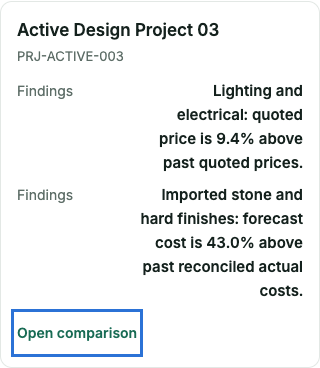 Active Design Project 03
PRJ-ACTIVE-003
Findings
Lighting and
electrical: quoted
price is 9.4% above
past quoted prices.
Findings
Imported stone and
hard finishes: forecast
cost is 43.0% above
past reconciled actual
costs.
Open comparison